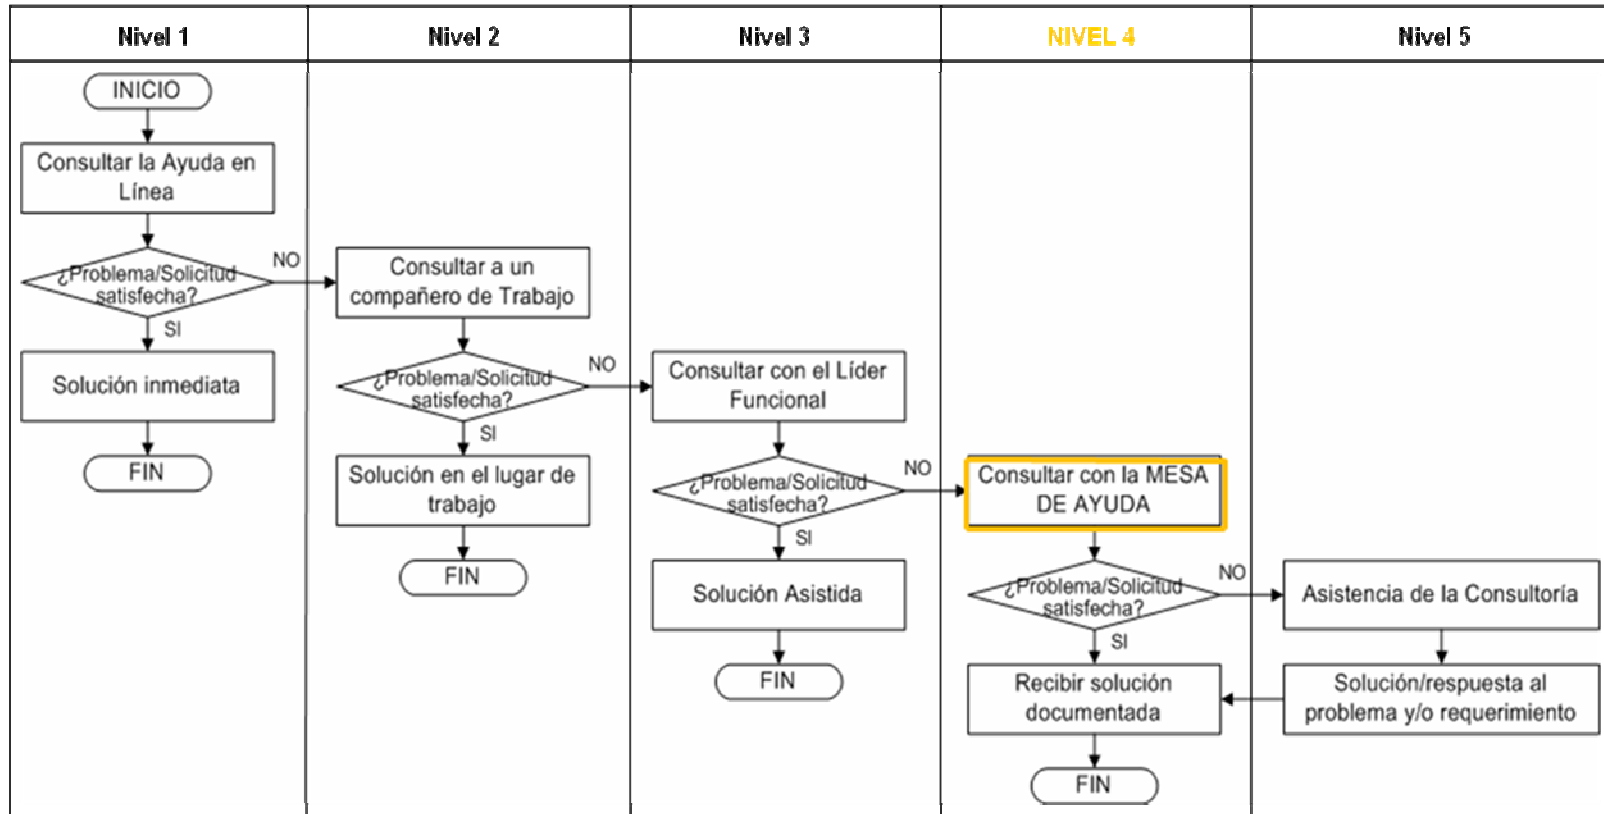 Nivel 1
Nivel 2
Nivel 3
NIVEL 4
Nivel 5
INICIO
Consultar la Ayuda en
Línea
¿Problema/Solicitud
satisfecha?
NO
SI
Solución inmediata
FIN
Consultar a un
compañero de Trabajo
¿Problema/Solicitud
satisfecha?
NO
SI
Solución en el lugar de
trabajo
FIN
Consultar con el Líder
Funcional
¿Problema/Solicitud
satisfecha?
NO
SI
Solución Asistida
FIN
Consultar con la MESA
DE AYUDA
¿Problema/Solicitud
satisfecha?
NO
SI
Recibir solución
documentada
FIN
Asistencia de la Consultoría
Solución/respuesta al
problema y/o requerimiento